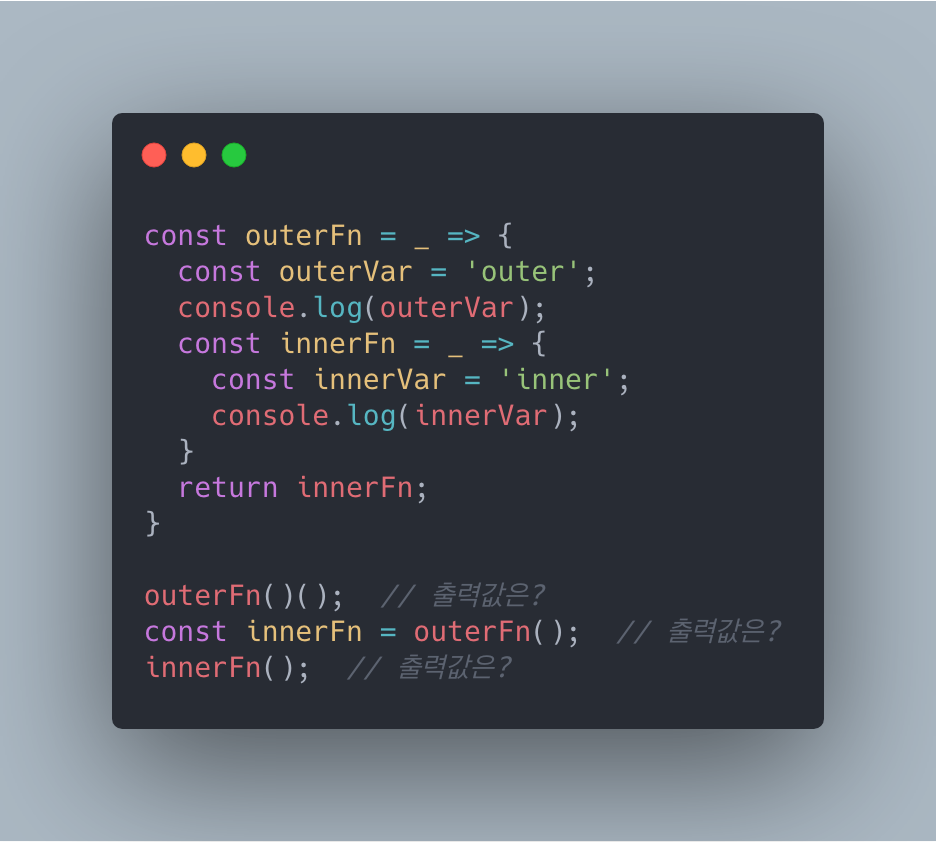 const outerFn = _ => {
  const outerVar = 'outer';
  console.log(outerVar);
  const innerFn = _ => {
    const innerVar = 'inner';
    console.log(innerVar);
  }
  return innerFn;
}
outerFn()();  // 출력값은?
const innerFn = outerFn();  // 출력값은?
innerFn();  // 출력값은?